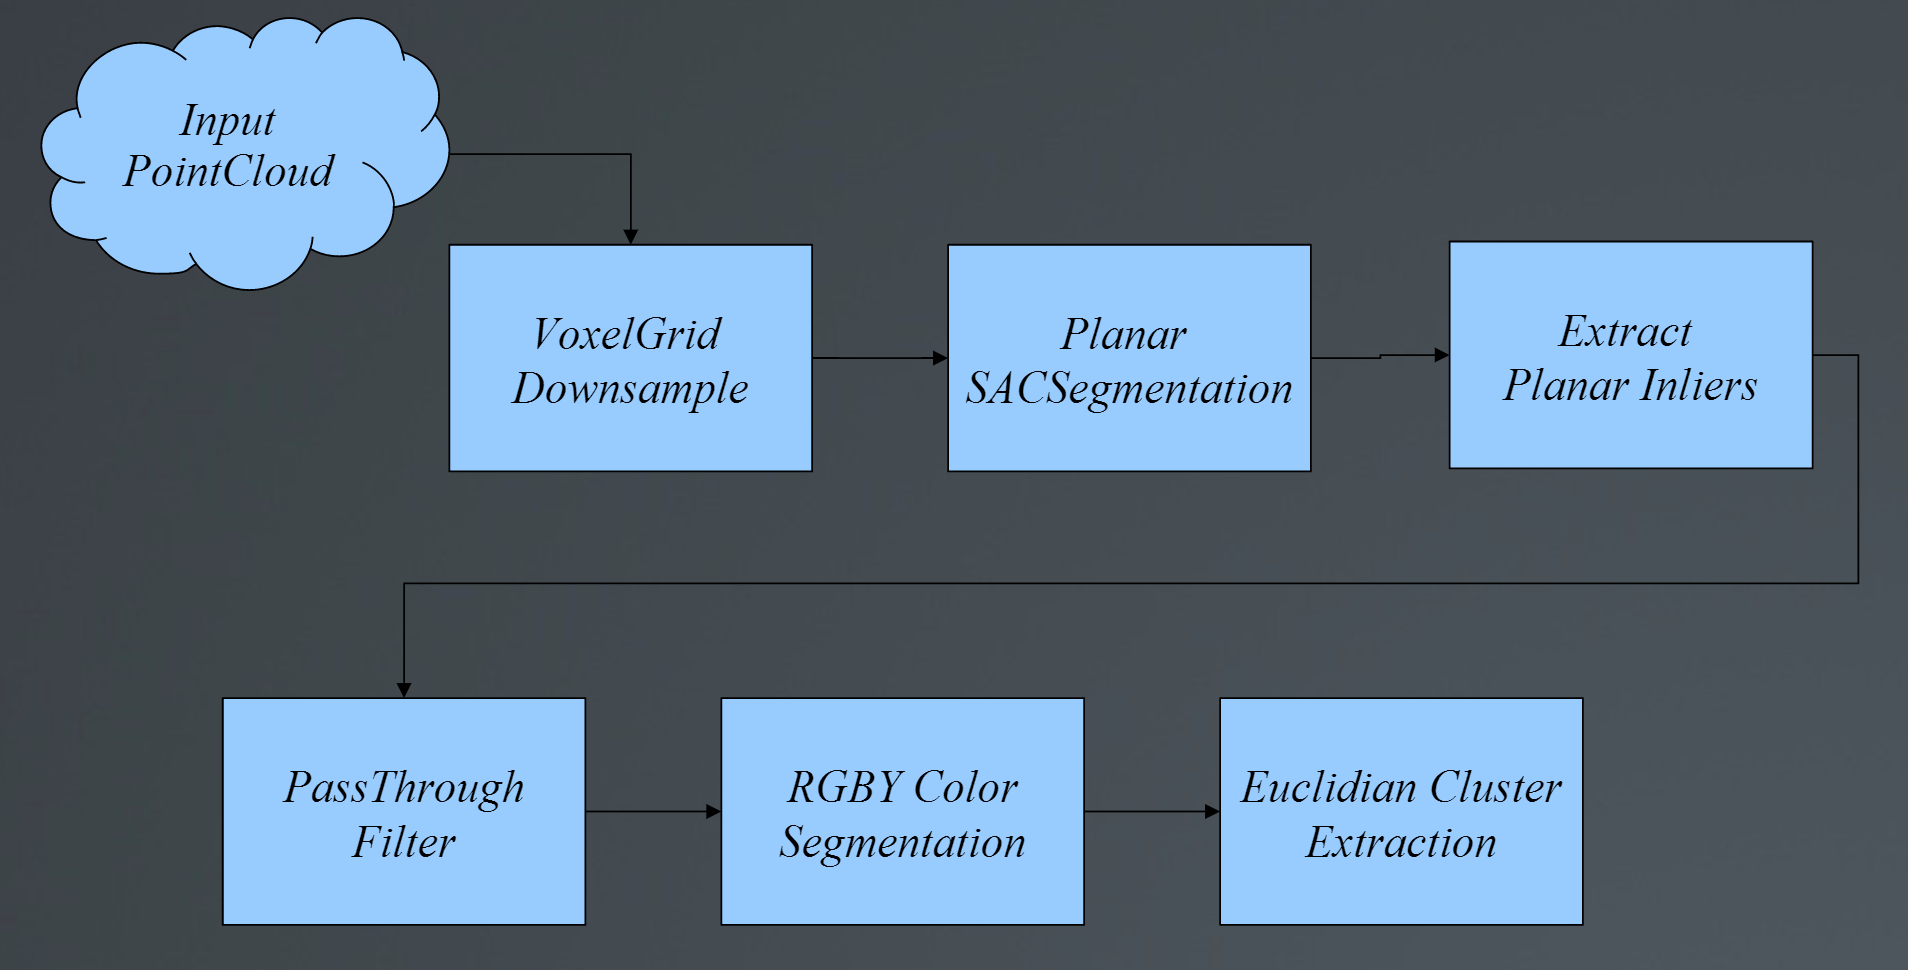 Input
PointCloud
VoxelGrid
Downsample
Planar
SACSegmentation
Extract
Planar Inliers
PassThrough
Filter
RGBY Color
Segmentation
Euclidian Cluster
Extraction